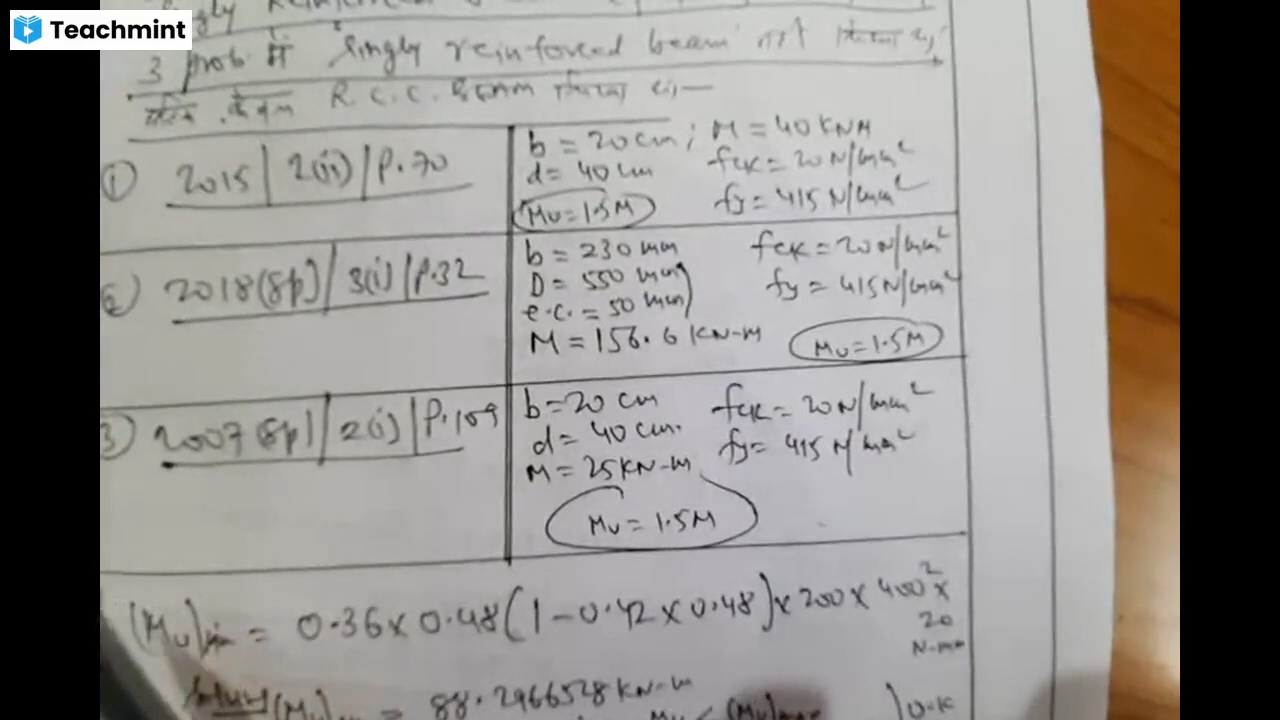 Teachmint
3 prob में Singly reinforced beam नही लिखा है,
R.C.C. Beam लिखा है,—
① 2015 | 2(ii) | P.70
b = 20 cm; M = 40 KNM
d = 40 cm fck = 20 N/mm²
Mu = 1.5M fy = 415 N/mm²
② 2018(Sp) / 3(i) / P.32
b = 230 mm fck = 20 N/mm²
D = 550 mm fy = 415 N/mm²
e.c. = 50 mm
M = 156.6 KN-M Mu = 1.5M
3) 2007(Sp) / 2(i) / P.109
b = 20 cm fck = 20 N/mm²
d = 40 cm. fy = 415 N/mm²
M = 25 KN-m
Mu = 1.5M
(Mu)lim = 0.36 x 0.48 (1 - 0.42 x 0.48) x 200 x 400² x
20
N-mm
(Mu) = 88.2966528 KN-m
Mu < (Mu) O.K